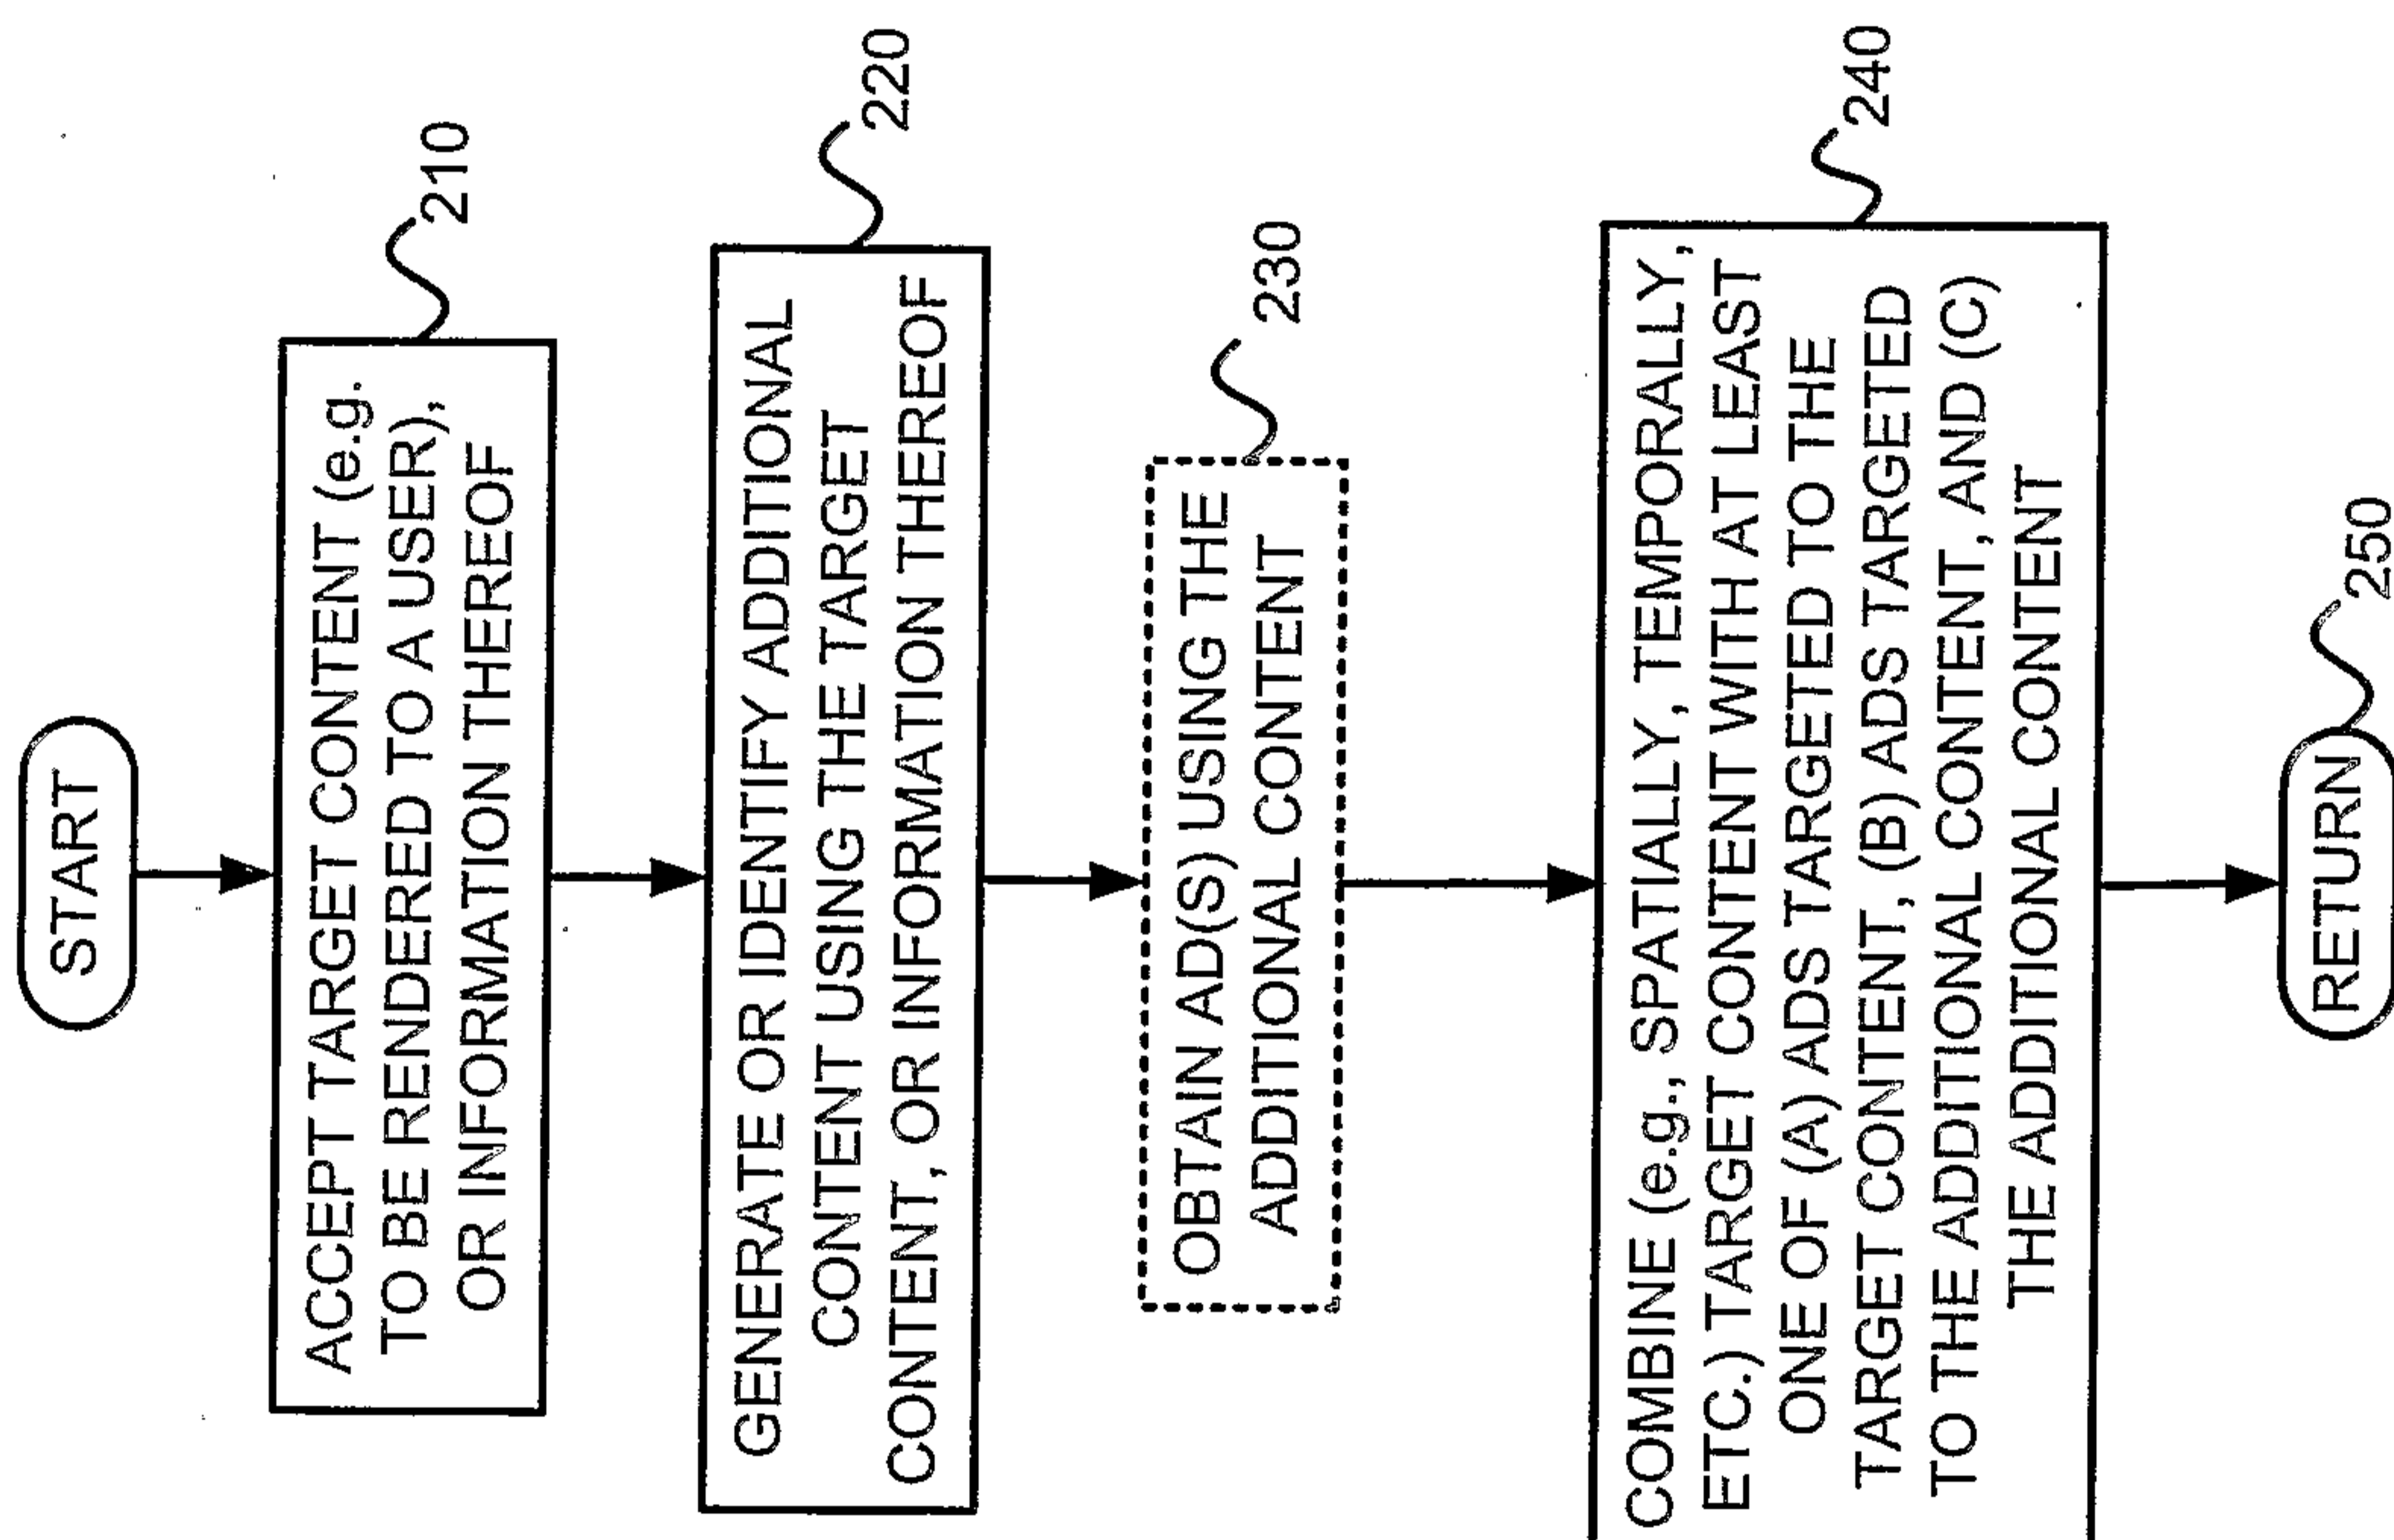 START
ACCEPT TARGET CONTENT (e.g.
TO BE RENDERED TO A USER),
OR INFORMATION THEREOF
210
GENERATE OR IDENTIFY ADDITIONAL
CONTENT USING THE TARGET
CONTENT, OR INFORMATION THEREOF
220
OBTAIN AD(S) USING THE
ADDITIONAL CONTENT
230
COMBINE (e.g., SPATIALLY, TEMPORALLY,
ETC.) TARGET CONTENT WITH AT LEAST
ONE OF (A) ADS TARGETED TO THE
TARGET CONTENT, (B) ADS TARGETED
TO THE ADDITIONAL CONTENT, AND (C)
THE ADDITIONAL CONTENT
240
RETURN
250